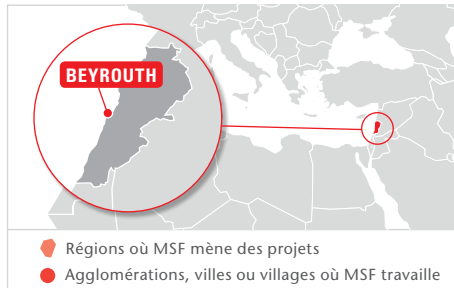 BEYROUTH
Régions où MSF mène des projets
Agglomérations, villes ou villages où MSF travaille